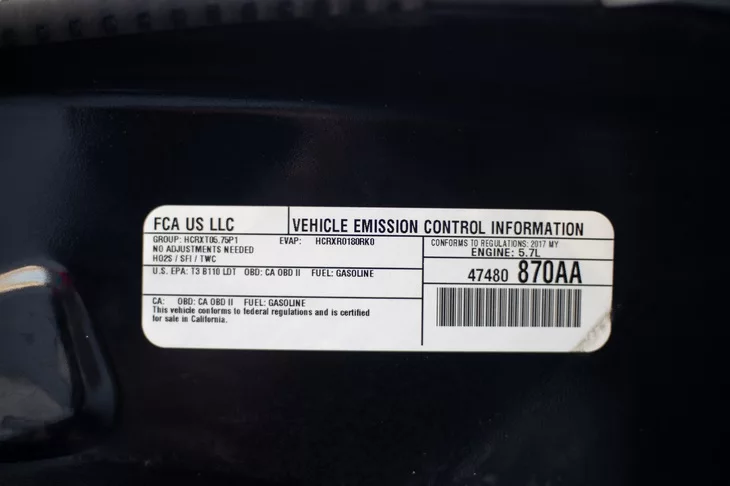 FCA US LLC
VEHICLE EMISSION CONTROL INFORMATION
GROUP: HCRXT05.75P1 EVAP: HCRXR0180RK0
NO ADJUSTMENTS NEEDED
HO2S / SFI / TWC
U.S. EPA: T3 B110 LDT OBD: CA OBD II FUEL: GASOLINE
CA: OBD: CA OBD II FUEL: GASOLINE
This vehicle conforms to federal regulations and is certified
for sale in California.
CONFORMS TO REGULATIONS: 2017 MY
ENGINE: 5.7L
47480 870AA